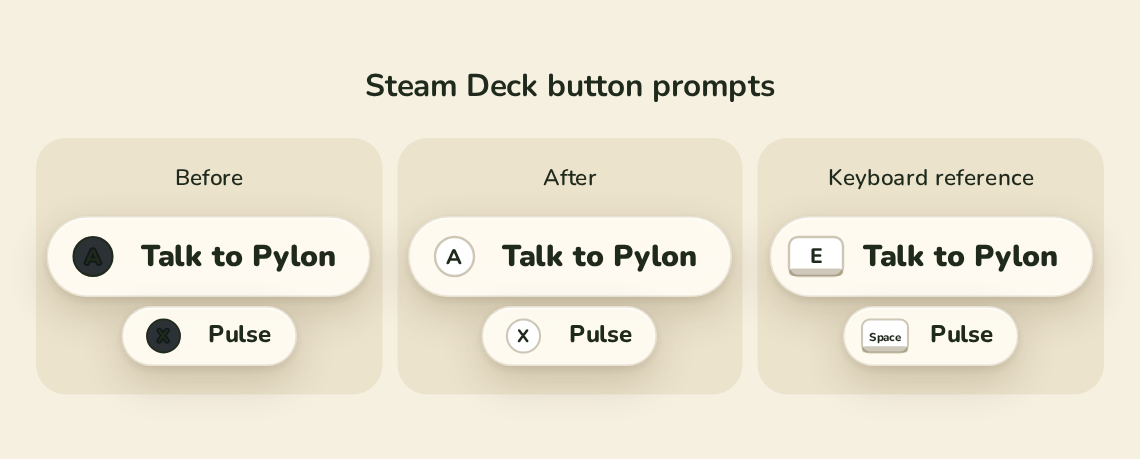 Steam Deck button prompts
Before
A Talk to Pylon
X Pulse
After
A Talk to Pylon
X Pulse
Keyboard reference
E Talk to Pylon
Space Pulse